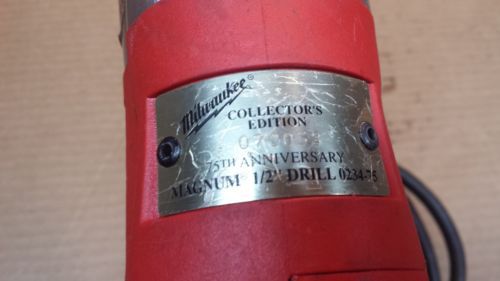 Milwaukee®
COLLECTOR'S
EDITION
75TH ANNIVERSARY
MAGNUM® 1/2" DRILL 0234-75